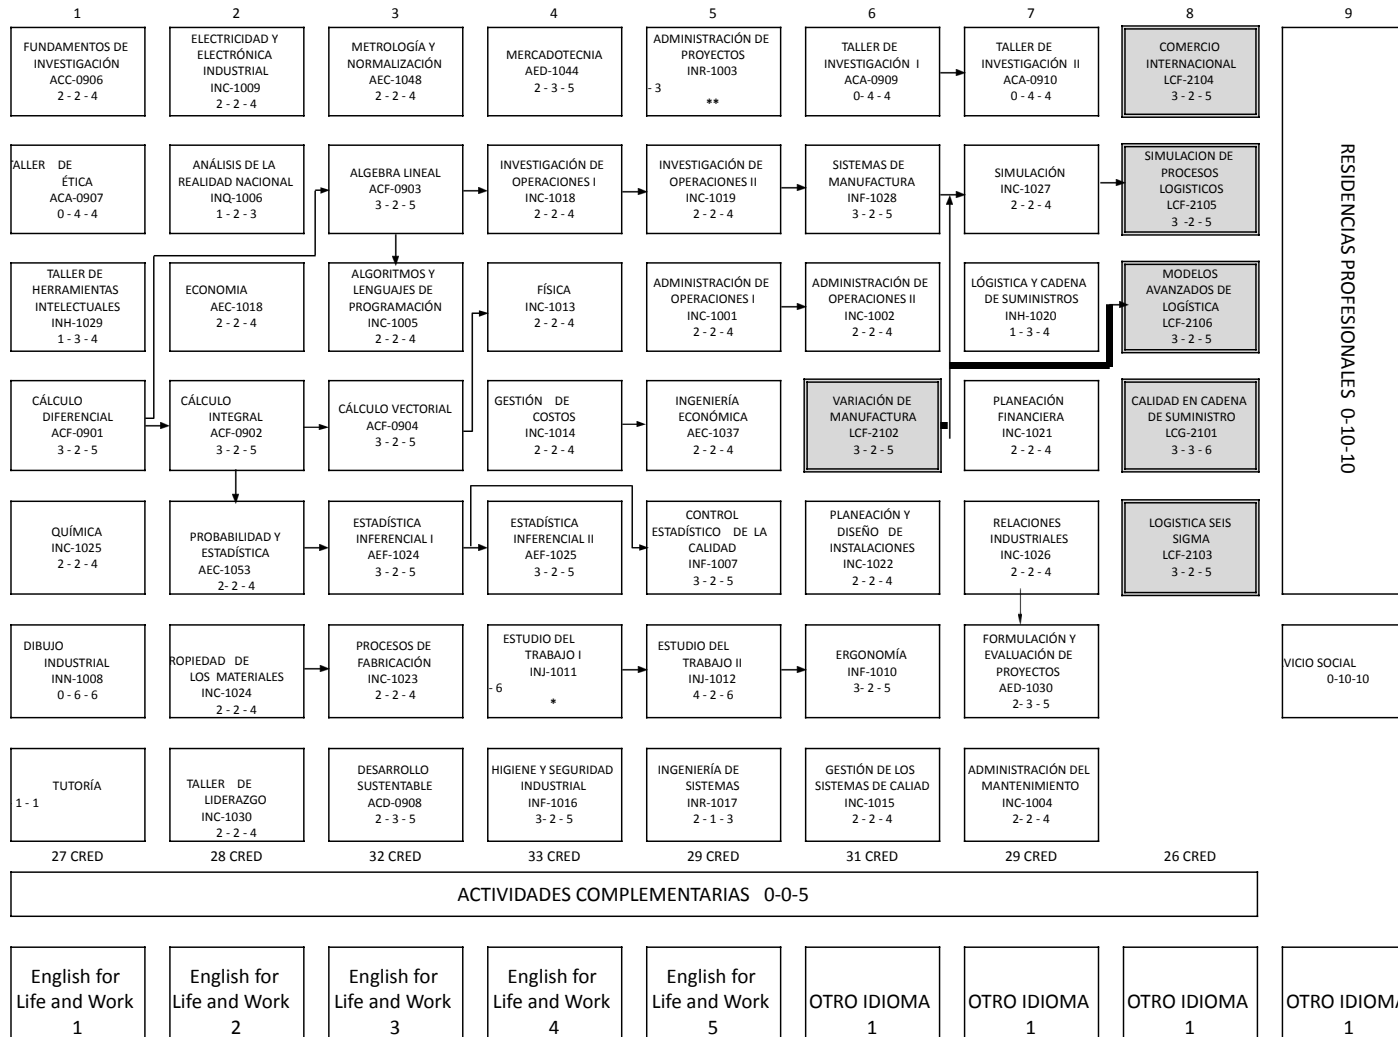 1 2 3 4 5 6 7 8 9
FUNDAMENTOS DE
INVESTIGACIÓN
ACC-0906
2 - 2 - 4
ELECTRICIDAD Y
ELECTRÓNICA
INDUSTRIAL
INC-1009
2 - 2 - 4
METROLOGÍA Y
NORMALIZACIÓN
AEC-1048
2 - 2 - 4
MERCADOTECNIA
AED-1044
2 - 3 - 5
ADMINISTRACIÓN DE
PROYECTOS
INR-1003
- 3
**
TALLER DE
INVESTIGACIÓN I
ACA-0909
0- 4 - 4
TALLER DE
INVESTIGACIÓN II
ACA-0910
0 - 4 - 4
COMERCIO
INTERNACIONAL
LCF-2104
3 - 2 - 5
RESIDENCIAS PROFESIONALES 0-10-10
TALLER DE
ÉTICA
ACA-0907
0 - 4 - 4
ANÁLISIS DE LA
REALIDAD NACIONAL
INQ-1006
1 - 2 - 3
ALGEBRA LINEAL
ACF-0903
3 - 2 - 5
INVESTIGACIÓN DE
OPERACIONES I
INC-1018
2 - 2 - 4
INVESTIGACIÓN DE
OPERACIONES II
INC-1019
2 - 2 - 4
SISTEMAS DE
MANUFACTURA
INF-1028
3 - 2 - 5
SIMULACIÓN
INC-1027
2 - 2 - 4
SIMULACION DE
PROCESOS
LOGISTICOS
LCF-2105
3 -2 - 5
TALLER DE
HERRAMIENTAS
INTELECTUALES
INH-1029
1 - 3 - 4
ECONOMIA
AEC-1018
2 - 2 - 4
ALGORITMOS Y
LENGUAJES DE
PROGRAMACIÓN
INC-1005
2 - 2 - 4
FÍSICA
INC-1013
2 - 2 - 4
ADMINISTRACIÓN DE
OPERACIONES I
INC-1001
2 - 2 - 4
ADMINISTRACIÓN DE
OPERACIONES II
INC-1002
2 - 2 - 4
LÓGISTICA Y CADENA
DE SUMINISTROS
INH-1020
1 - 3 - 4
MODELOS
AVANZADOS DE
LOGÍSTICA
LCF-2106
3 - 2 - 5
CÁLCULO
DIFERENCIAL
ACF-0901
3 - 2 - 5
CÁLCULO
INTEGRAL
ACF-0902
3 - 2 - 5
CÁLCULO VECTORIAL
ACF-0904
3 - 2 - 5
GESTIÓN DE
COSTOS
INC-1014
2 - 2 - 4
INGENIERÍA
ECONÓMICA
AEC-1037
2 - 2 - 4
VARIACIÓN DE
MANUFACTURA
LCF-2102
3 - 2 - 5
PLANEACIÓN
FINANCIERA
INC-1021
2 - 2 - 4
CALIDAD EN CADENA
DE SUMINISTRO
LCG-2101
3 - 3 - 6
QUÍMICA
INC-1025
2 - 2 - 4
PROBABILIDAD Y
ESTADÍSTICA
AEC-1053
2- 2 - 4
ESTADÍSTICA
INFERENCIAL I
AEF-1024
3 - 2 - 5
ESTADÍSTICA
INFERENCIAL II
AEF-1025
3 - 2 - 5
CONTROL
ESTADÍSTICO DE LA
CALIDAD
INF-1007
3 - 2 - 5
PLANEACIÓN Y
DISEÑO DE
INSTALACIONES
INC-1022
2 - 2 - 4
RELACIONES
INDUSTRIALES
INC-1026
2 - 2 - 4
LOGISTICA SEIS
SIGMA
LCF-2103
3 - 2 - 5
DIBUJO
INDUSTRIAL
INN-1008
0 - 6 - 6
ROPIEDAD DE
LOS MATERIALES
INC-1024
2 - 2 - 4
PROCESOS DE
FABRICACIÓN
INC-1023
2 - 2 - 4
ESTUDIO DEL
TRABAJO I
INJ-1011
- 6
*
ESTUDIO DEL
TRABAJO II
INJ-1012
4 - 2 - 6
ERGONOMÍA
INF-1010
3- 2 - 5
FORMULACIÓN Y
EVALUACIÓN DE
PROYECTOS
AED-1030
2- 3 - 5
VICIO SOCIAL
0-10-10
TUTORÍA
1 - 1
TALLER DE
LIDERAZGO
INC-1030
2 - 2 - 4
DESARROLLO
SUSTENTABLE
ACD-0908
2 - 3 - 5
HIGIENE Y SEGURIDAD
INDUSTRIAL
INF-1016
3- 2 - 5
INGENIERÍA DE
SISTEMAS
INR-1017
2 - 1 - 3
GESTIÓN DE LOS
SISTEMAS DE CALIAD
INC-1015
2 - 2 - 4
ADMINISTRACIÓN DEL
MANTENIMIENTO
INC-1004
2- 2 - 4
27 CRED 28 CRED 32 CRED 33 CRED 29 CRED 31 CRED 29 CRED 26 CRED
ACTIVIDADES COMPLEMENTARIAS 0-0-5
English for
Life and Work
1
English for
Life and Work
2
English for
Life and Work
3
English for
Life and Work
4
English for
Life and Work
5
OTRO IDIOMA
1
OTRO IDIOMA
1
OTRO IDIOMA
1
OTRO IDIOMA
1